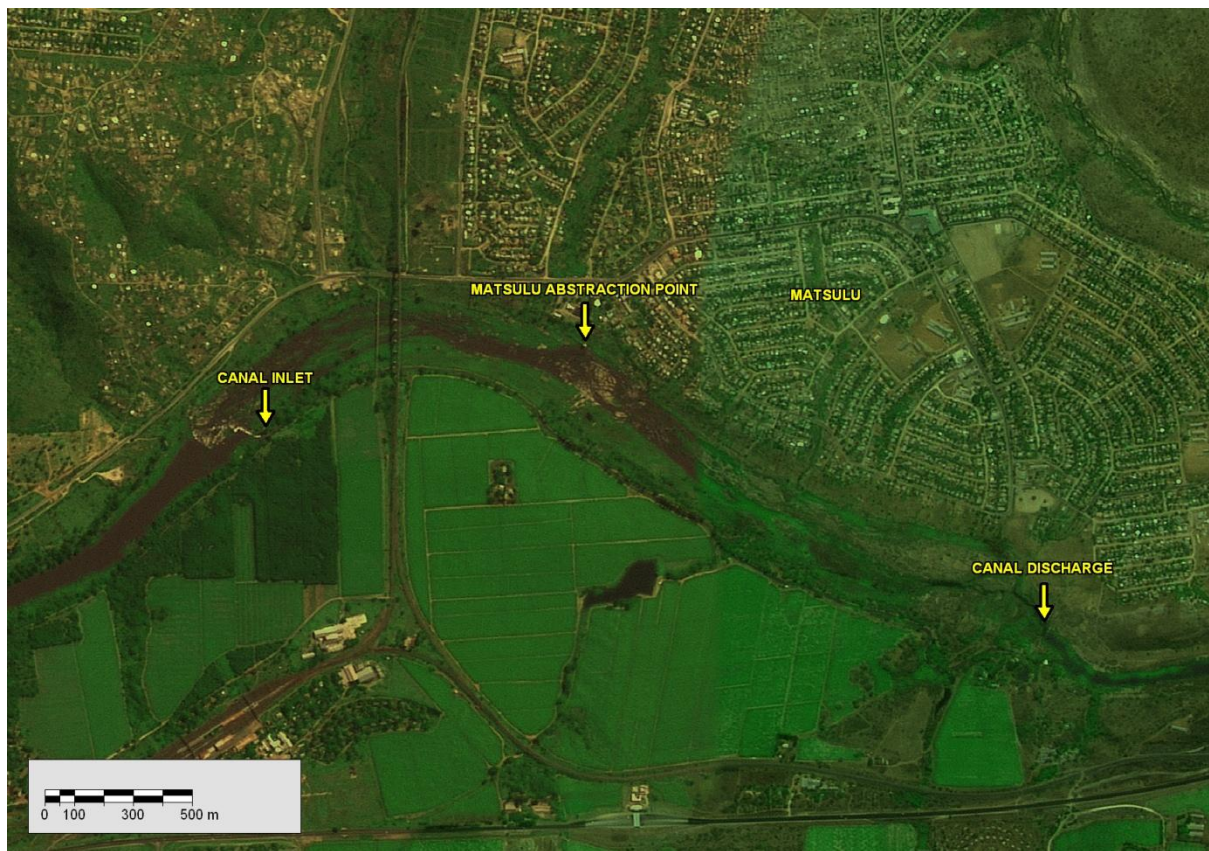 MATSULU ABSTRACTION POINT
MATSULU
CANAL INLET
CANAL DISCHARGE
0 100 300 500 m